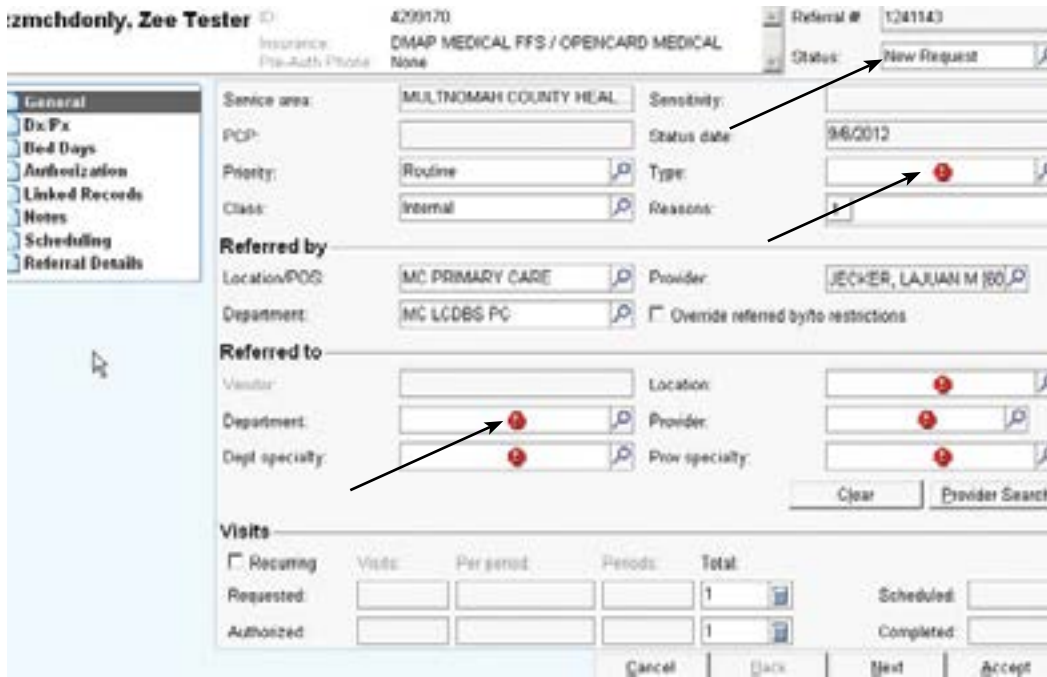 zzmchdonly, Zee Tester ID: 4299170 Referral # 1241143
Insurance: DMAP MEDICAL FFS / OPENCARD MEDICAL
Pre-Auth Phone: None Status: New Request
General
Dx/Px
Bed Days
Authorization
Linked Records
Notes
Scheduling
Referral Details
Service area: MULTNOMAH COUNTY HEAL Sensitivity:
PCP: Status date: 9/6/2012
Priority: Routine Type:
Class: Internal Reasons: 1
Referred by
Location/POS: MC PRIMARY CARE Provider: JECKER, LAJUAN M [60
Department: MC LCDBS PC Override referred by/to restrictions
Referred to
Vendor: Location:
Department: Provider:
Dept specialty: Prov specialty:
Clear Provider Search
Visits
Recurring Visits: Per period: Periods: Total:
Requested: 1 Scheduled:
Authorized: 1 Completed:
Cancel Back Next Accept